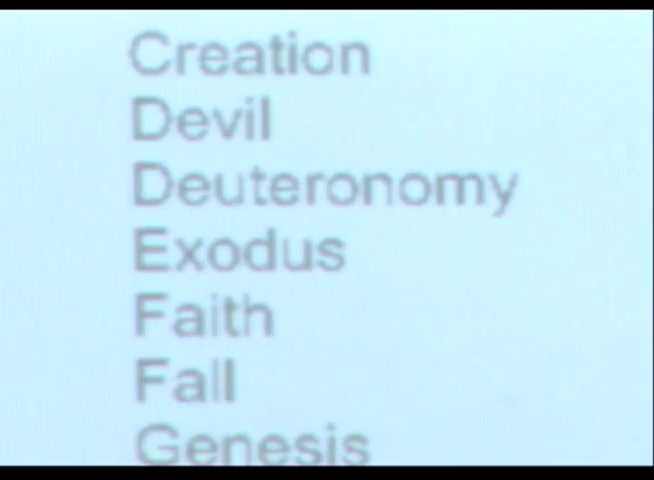 Creation
Devil
Deuteronomy
Exodus
Faith
Fall
Genesis